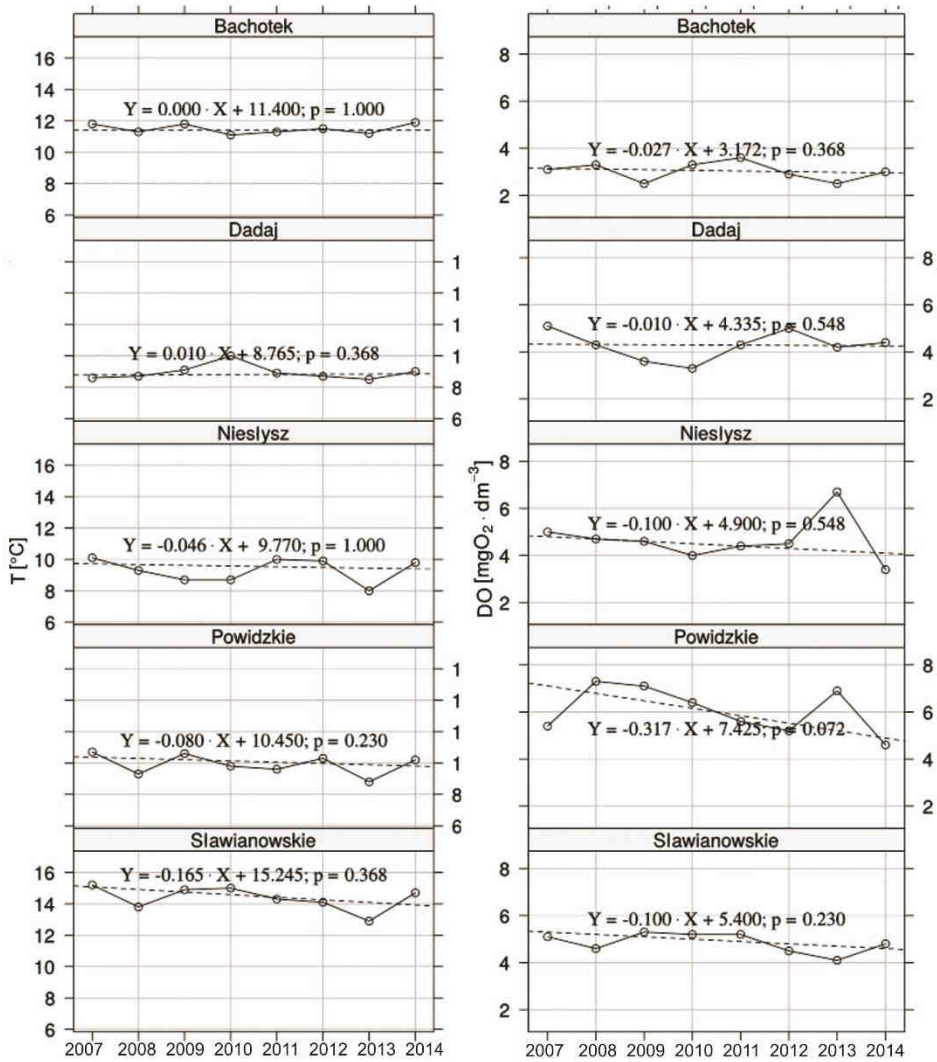 Bachotek
16
14
Y = 0.000 · X + 11.400; p = 1.000
12
10
8
6
Dadaj
1
1
1
Y = 0.010 · X + 8.765; p = 0.368
1
8
6
Nieslysz
16
14
12
Y = -0.046 · X + 9.770; p = 1.000
10
8
6
T [°C]
Powidzkie
1
1
1
Y = -0.080 · X + 10.450; p = 0.230
1
8
6
Slawianowskie
16
Y = -0.165 · X + 15.245; p = 0.368
14
12
10
8
6
2007 2008 2009 2010 2011 2012 2013 2014
Bachotek
8
6
Y = -0.027 · X + 3.172; p = 0.368
4
2
Dadaj
8
6
Y = -0.010 · X + 4.335; p = 0.548
4
2
Nieslysz
8
6
Y = -0.100 · X + 4.900; p = 0.548
4
2
DO [mgO₂ · dm⁻³]
Powidzkie
8
6
Y = -0.317 · X + 7.425; p = 0.072
4
2
Slawianowskie
8
6
Y = -0.100 · X + 5.400; p = 0.230
4
2
2007 2008 2009 2010 2011 2012 2013 2014